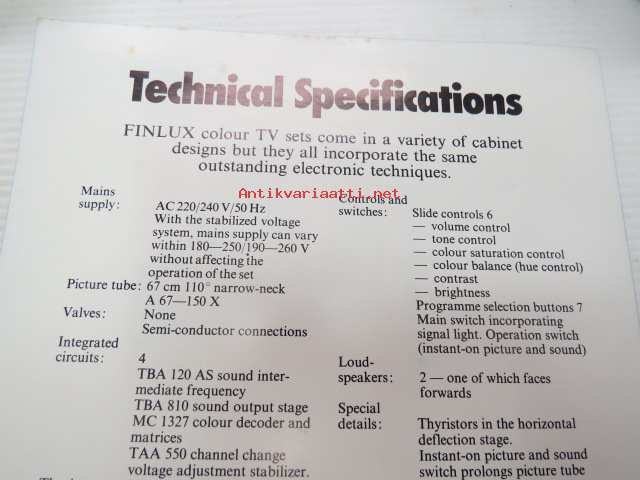 Technical Specifications
FINLUX colour TV sets come in a variety of cabinet
designs but they all incorporate the same
outstanding electronic techniques.
Antikvariaatti.net
Mains
supply:
AC 220/240 V/50 Hz
With the stabilized voltage
system, mains supply can vary
within 180—250/190—260 V
without affecting the
operation of the set
Picture tube: 67 cm 110° narrow-neck
A 67—150 X
Valves: None
Semi-conductor connections
Integrated
circuits: 4
TBA 120 AS sound inter-
mediate frequency
TBA 810 sound output stage
MC 1327 colour decoder and
matrices
TAA 550 channel change
voltage adjustment stabilizer.
Controls and
switches: Slide controls 6
— volume control
— tone control
— colour saturation control
— colour balance (hue control)
— contrast
— brightness
Programme selection buttons 7
Main switch incorporating
signal light. Operation switch
(instant-on picture and sound)
Loud-
speakers: 2 — one of which faces
forwards
Special
details: Thyristors in the horizontal
deflection stage.
Instant-on picture and sound
switch prolongs picture tube